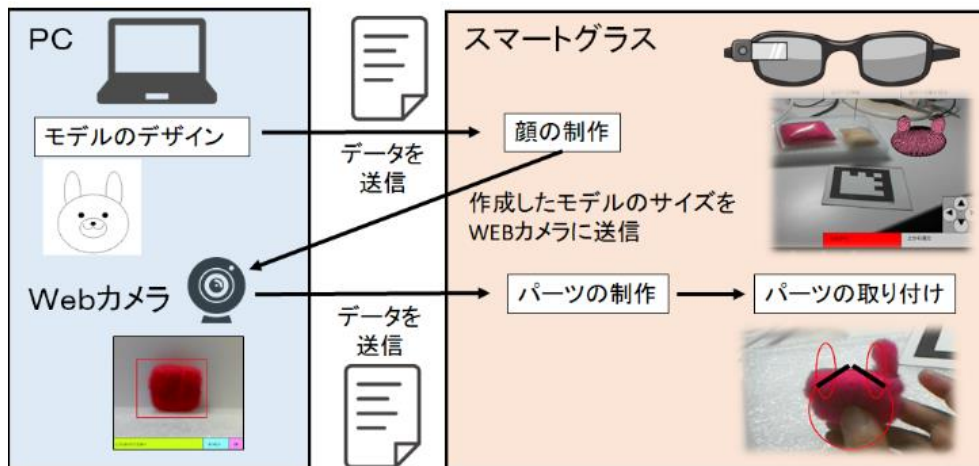 PC
スマートグラス
モデルのデザイン
データを
送信
顔の制作
作成したモデルのサイズを
WEBカメラに送信
Webカメラ
データを
送信
パーツの制作
パーツの取り付け